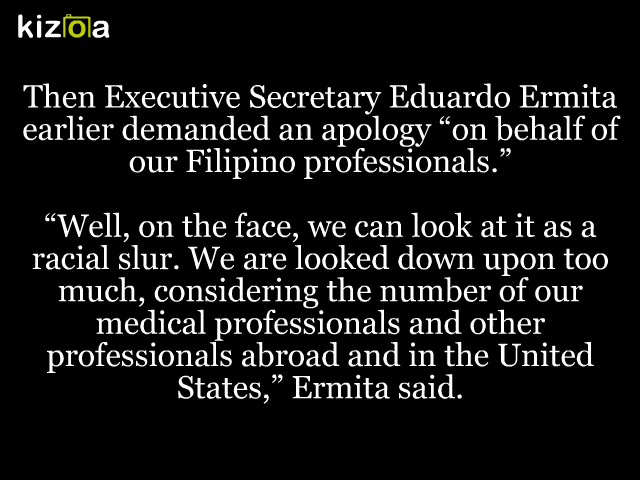 kizoa
Then Executive Secretary Eduardo Ermita
earlier demanded an apology “on behalf of
our Filipino professionals.”
“Well, on the face, we can look at it as a
racial slur. We are looked down upon too
much, considering the number of our
medical professionals and other
professionals abroad and in the United
States,” Ermita said.